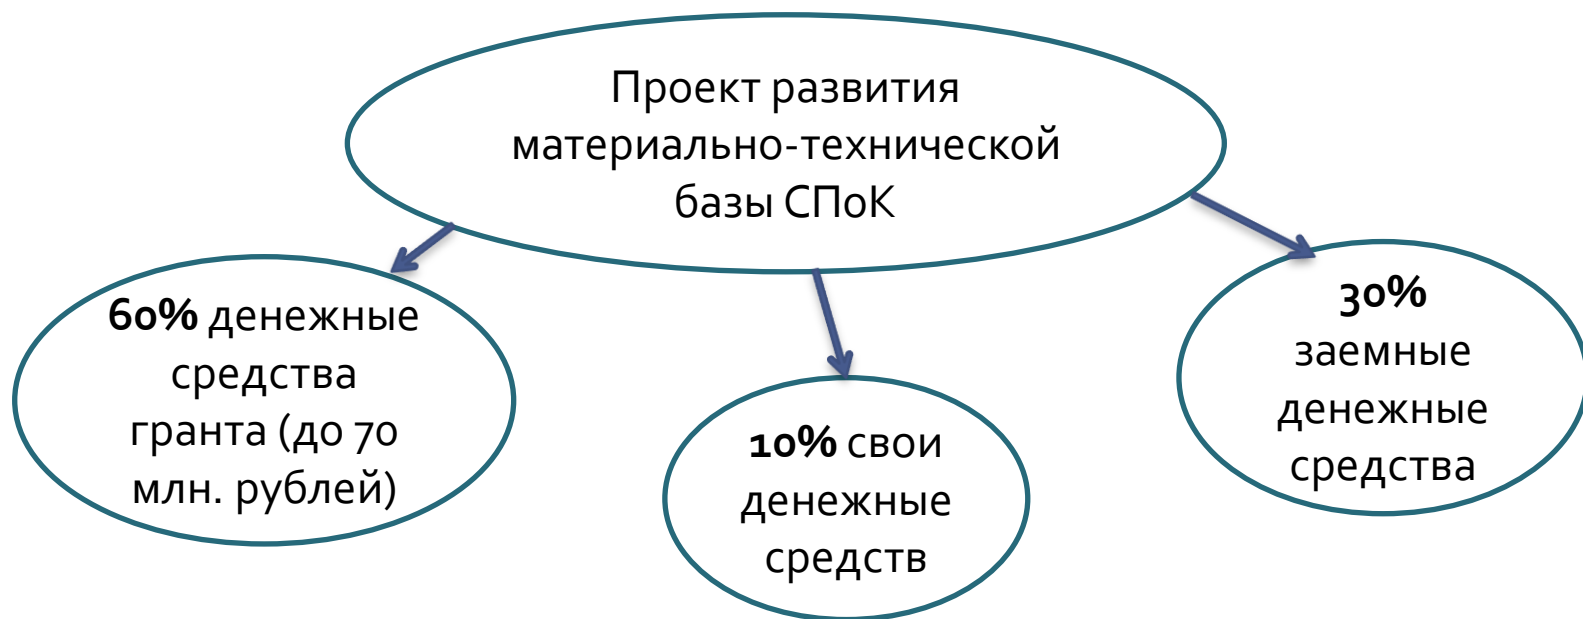 Проект развития
материально-технической
базы СПоК
60% денежные
средства
гранта (до 70
млн. рублей)
10% свои
денежные
средств
30%
заемные
денежные
средства